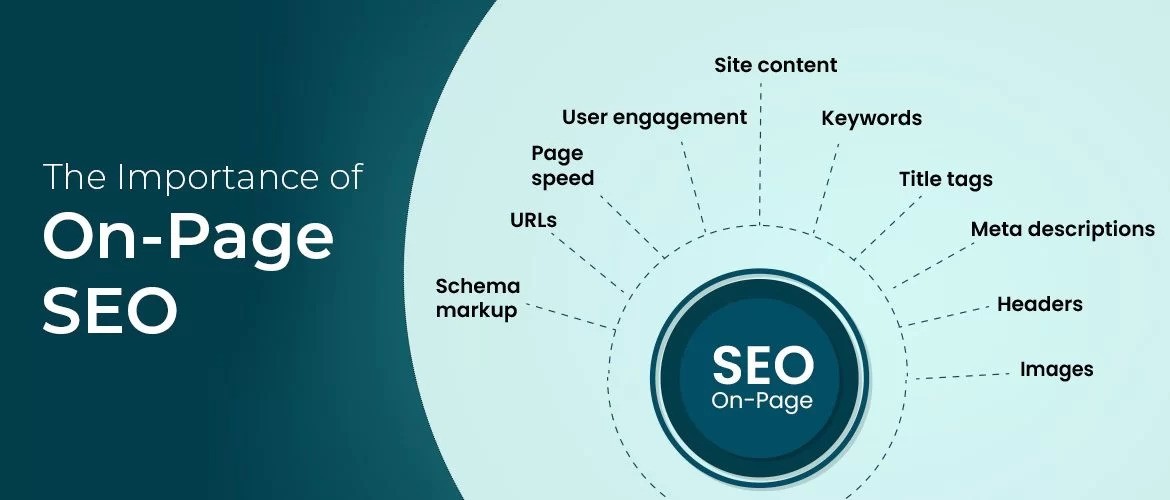 The Importance of
On-Page
SEO
Site content
User engagement
Keywords
Page
speed
Title tags
URLs
Meta descriptions
Schema
markup
Headers
Images
SEO
On-Page